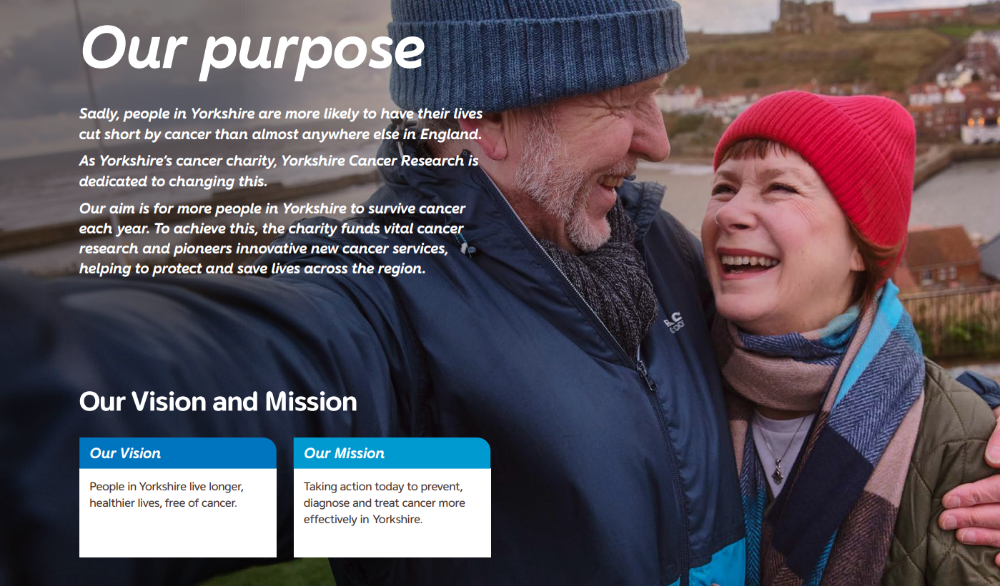 Our purpose
Sadly, people in Yorkshire are more likely to have their lives
cut short by cancer than almost anywhere else in England.
As Yorkshire's cancer charity, Yorkshire Cancer Research is
dedicated to changing this.
Our aim is for more people in Yorkshire to survive cancer
each year. To achieve this, the charity funds vital cancer
research and pioneers innovative new cancer services,
helping to protect and save lives across the region.
Our Vision and Mission
Our Vision
People in Yorkshire live longer,
healthier lives, free of cancer.
Our Mission
Taking action today to prevent,
diagnose and treat cancer more
effectively in Yorkshire.